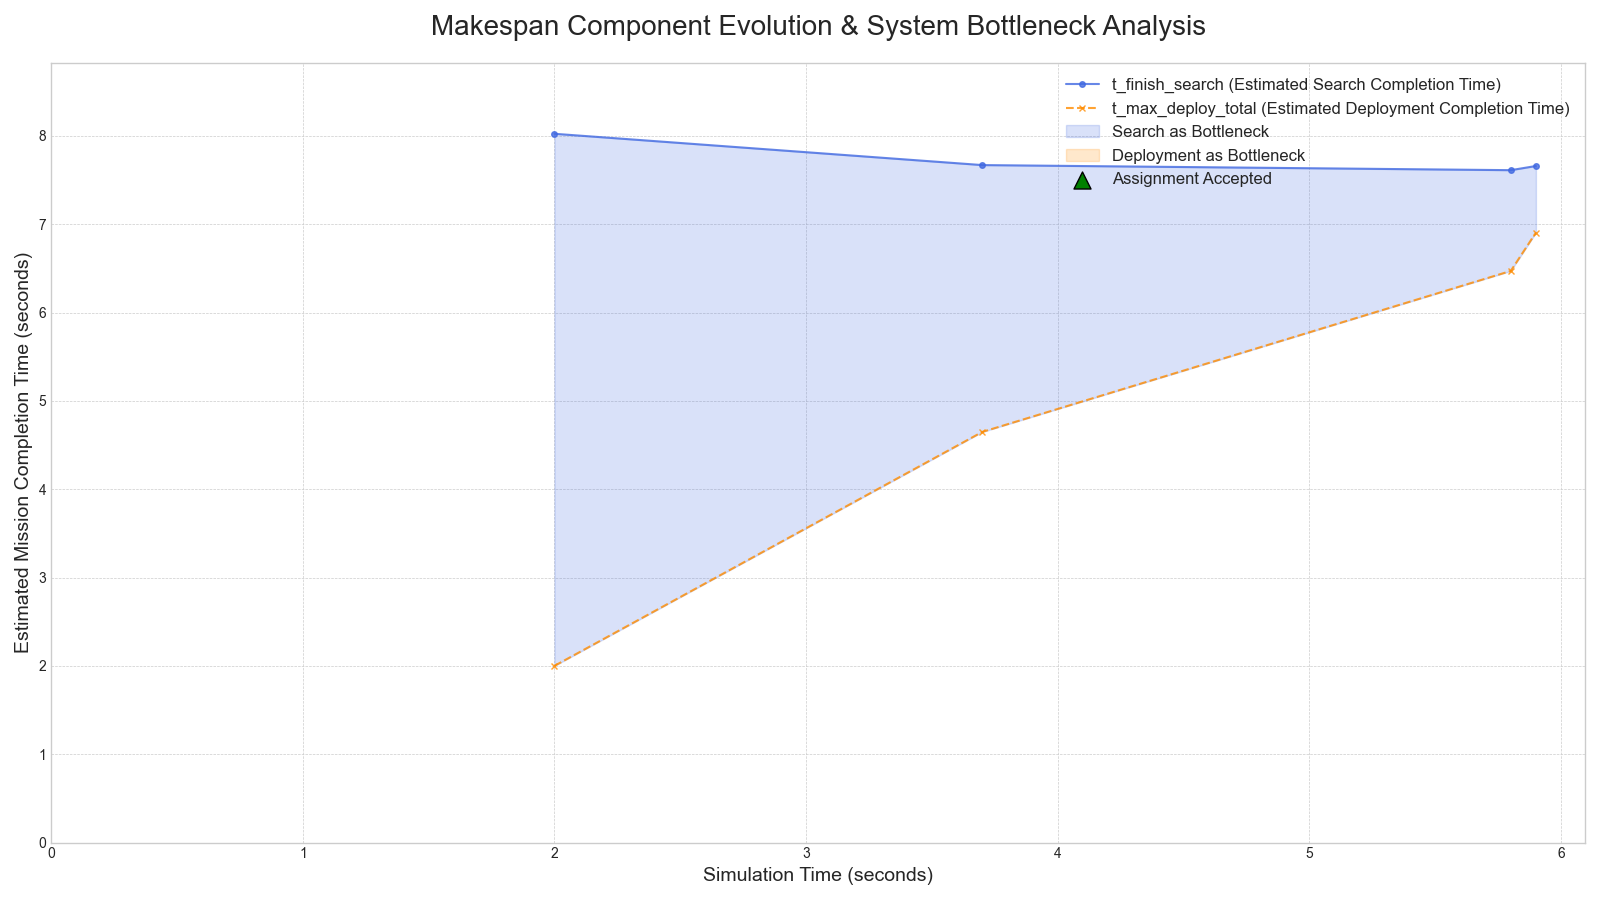 Makespan Component Evolution & System Bottleneck Analysis
t_finish_search (Estimated Search Completion Time)
t_max_deploy_total (Estimated Deployment Completion Time)
Search as Bottleneck
Deployment as Bottleneck
Assignment Accepted
Estimated Mission Completion Time (seconds)
8
7
6
5
4
3
2
1
0
0 1 2 3 4 5 6
Simulation Time (seconds)